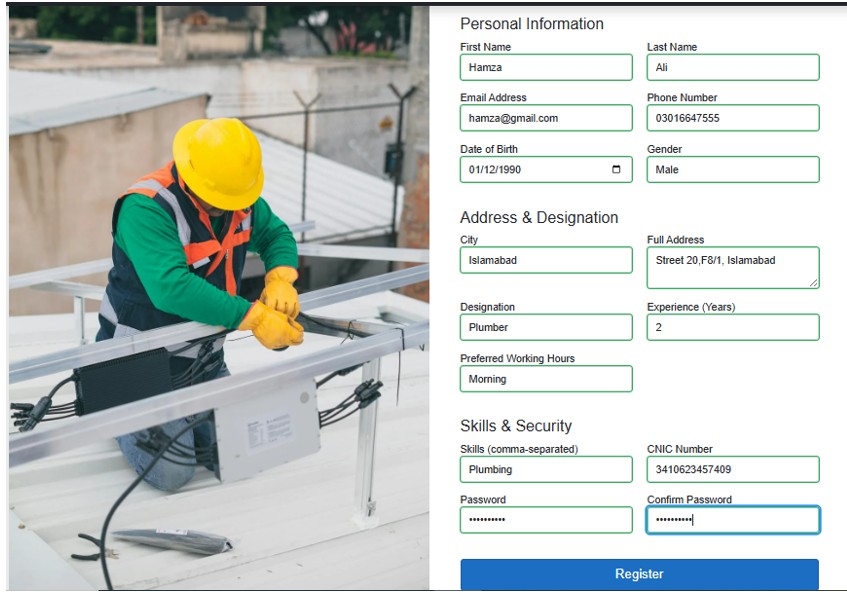 Personal Information
First Name Last Name
Hamza Ali
Email Address Phone Number
hamza@gmail.com 03016647555
Date of Birth Gender
01/12/1990 Male
Address & Designation
City Full Address
Islamabad Street 20,F8/1, Islamabad
Designation Experience (Years)
Plumber 2
Preferred Working Hours
Morning
Skills & Security
Skills (comma-separated) CNIC Number
Plumbing 3410623457409
Password Confirm Password
•••••••••• ••••••••••
Register